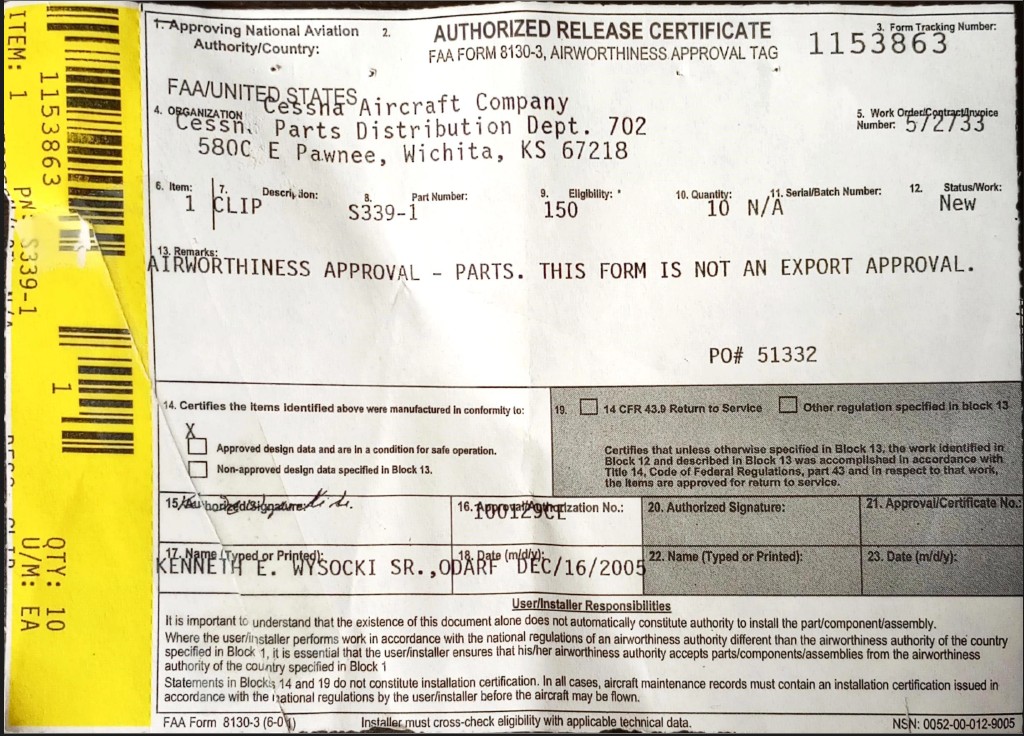 1. Approving National Aviation Authority/Country:
2.
AUTHORIZED RELEASE CERTIFICATE
FAA FORM 8130-3, AIRWORTHINESS APPROVAL TAG
3. Form Tracking Number:
1153863
FAA/UNITED STATES
4. ORGANIZATION
Cessna Aircraft Company
Cessn. Parts Distribution Dept. 702
580C E Pawnee, Wichita, KS 67218
5. Work Order/Contract/Invoice Number:
572733
6. Item:
1
7. Description:
CLIP
8. Part Number:
S339-1
9. Eligibility: *
150
10. Quantity:
10
11. Serial/Batch Number:
N/A
12. Status/Work:
New
13. Remarks:
AIRWORTHINESS APPROVAL – PARTS. THIS FORM IS NOT AN EXPORT APPROVAL.
PO# 51332
14. Certifies the items identified above were manufactured in conformity to:
X
Approved design data and are in a condition for safe operation.
Non-approved design data specified in Block 13.
19. 14 CFR 43.9 Return to Service
Other regulation specified in block 13
Certifies that unless otherwise specified in Block 13, the work identified in
Block 12 and described in Block 13 was accomplished in accordance with
Title 14, Code of Federal Regulations, part 43 and in respect to that work,
the items are approved for return to service.
15. Authorized Signature:
16. Approval/Authorization No.:
100129CE
20. Authorized Signature:
21. Approval/Certificate No.:
17. Name (Typed or Printed):
KENNETH E. WYSOCKI SR.,ODARF
18. Date (m/d/y):
DEC/16/2005
22. Name (Typed or Printed):
23. Date (m/d/y):
User/Installer Responsibilities
It is important to understand that the existence of this document alone does not automatically constitute authority to install the part/component/assembly.
Where the user/installer performs work in accordance with the national regulations of an airworthiness authority different than the airworthiness authority of the country
specified in Block 1, it is essential that the user/installer ensures that his/her airworthiness authority accepts parts/components/assemblies from the airworthiness
authority of the country specified in Block 1
Statements in Blocks 14 and 19 do not constitute installation certification. In all cases, aircraft maintenance records must contain an installation certification issued in
accordance with the national regulations by the user/installer before the aircraft may be flown.
FAA Form 8130-3 (6-01)
Installer must cross-check eligibility with applicable technical data.
NSN: 0052-00-012-9005
ITEM: 1
1153863
PN: S339-1
1
QTY: 10
U/M: EA